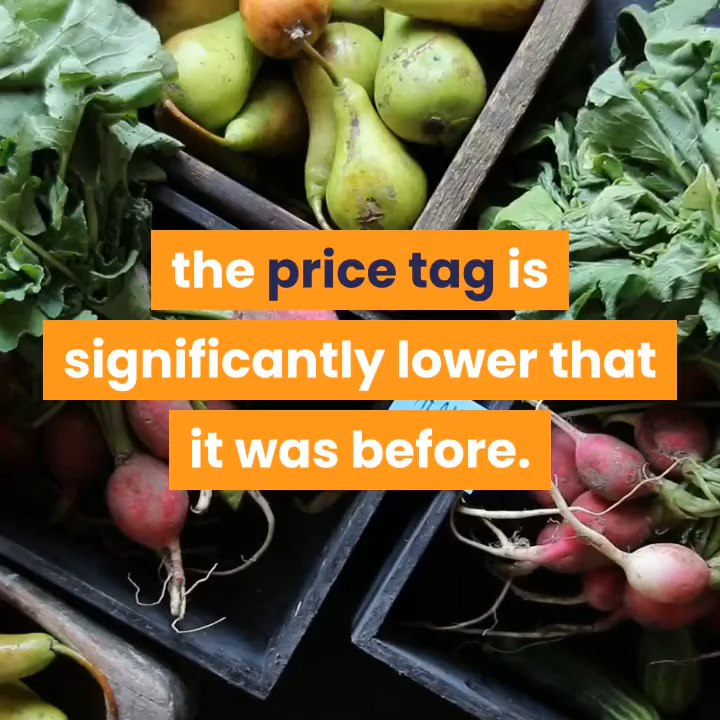 the price tag is
significantly lower that
it was before.